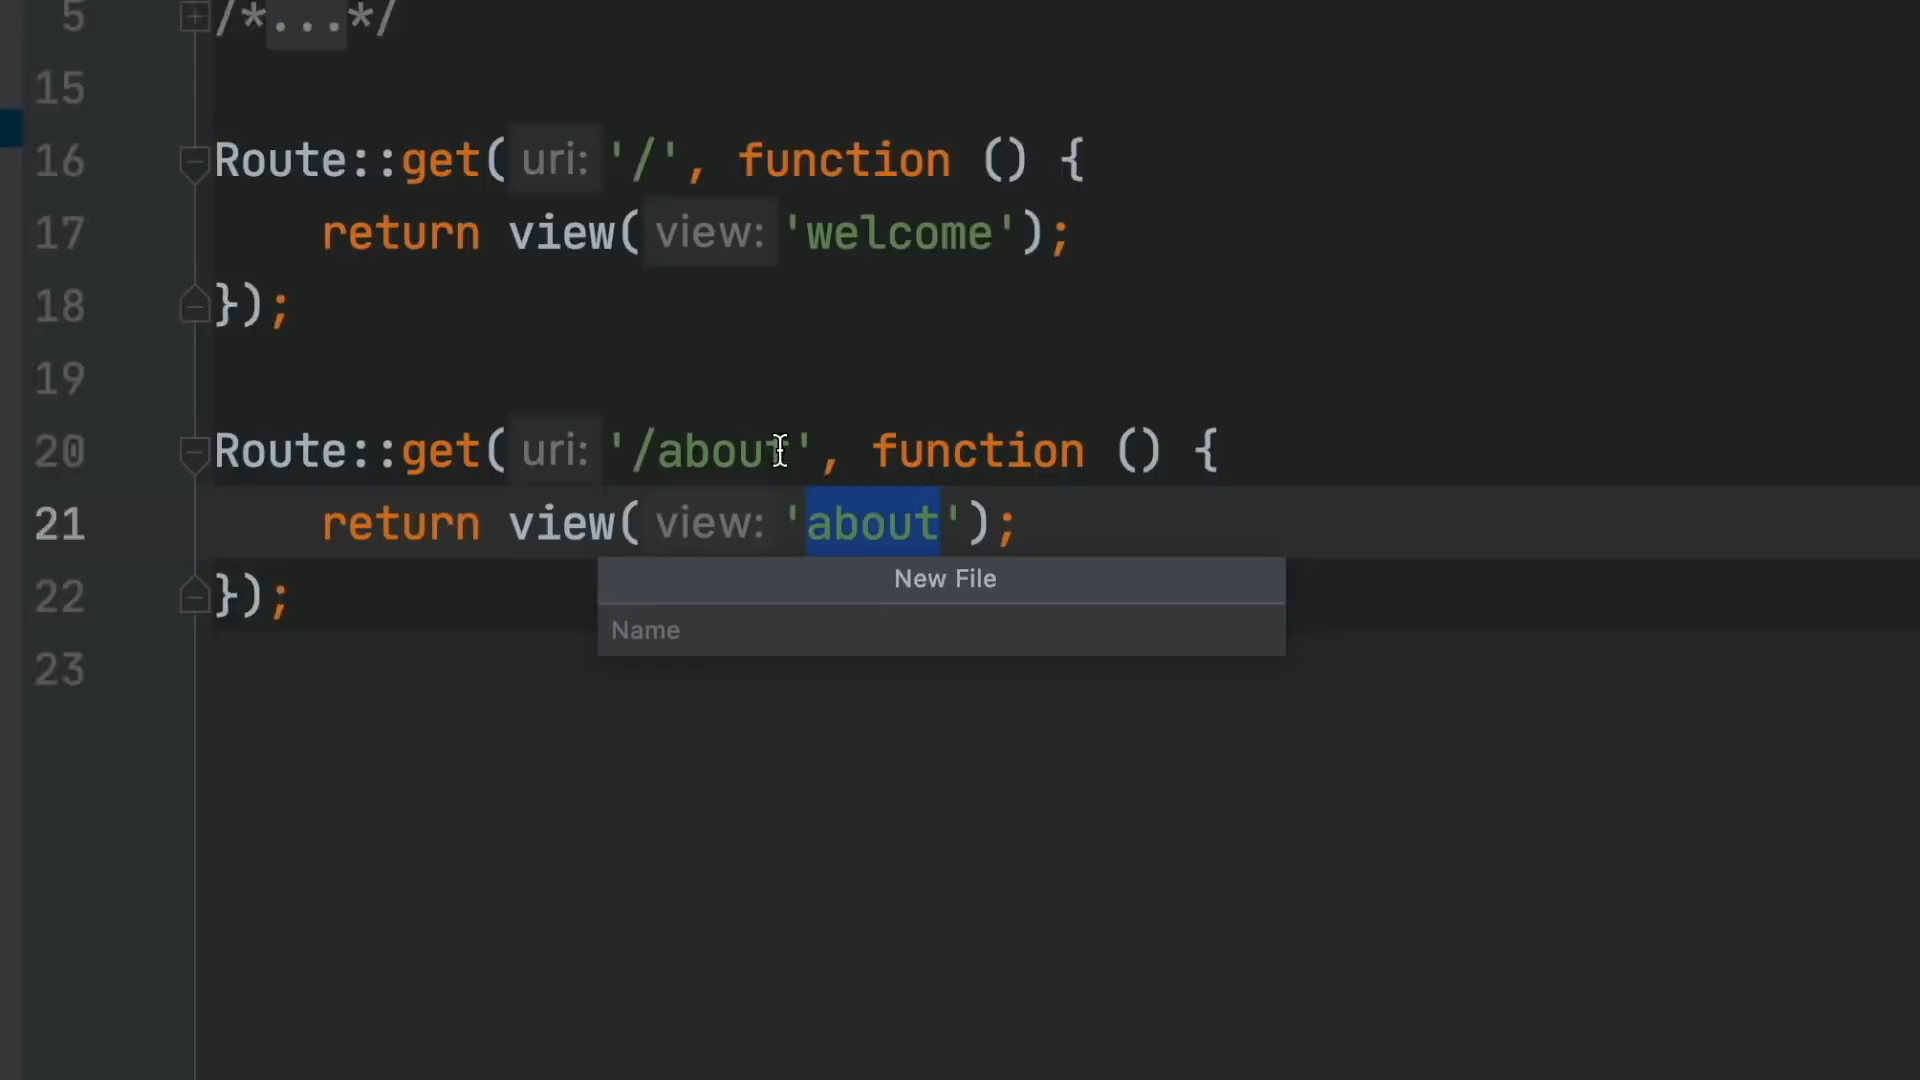 5 /*...*/
15
16 Route::get( uri: '/', function () {
17 return view( view: 'welcome');
18 });
19
20 Route::get( uri: '/about', function () {
21 return view( view: 'about');
New File
22 });
Name
23